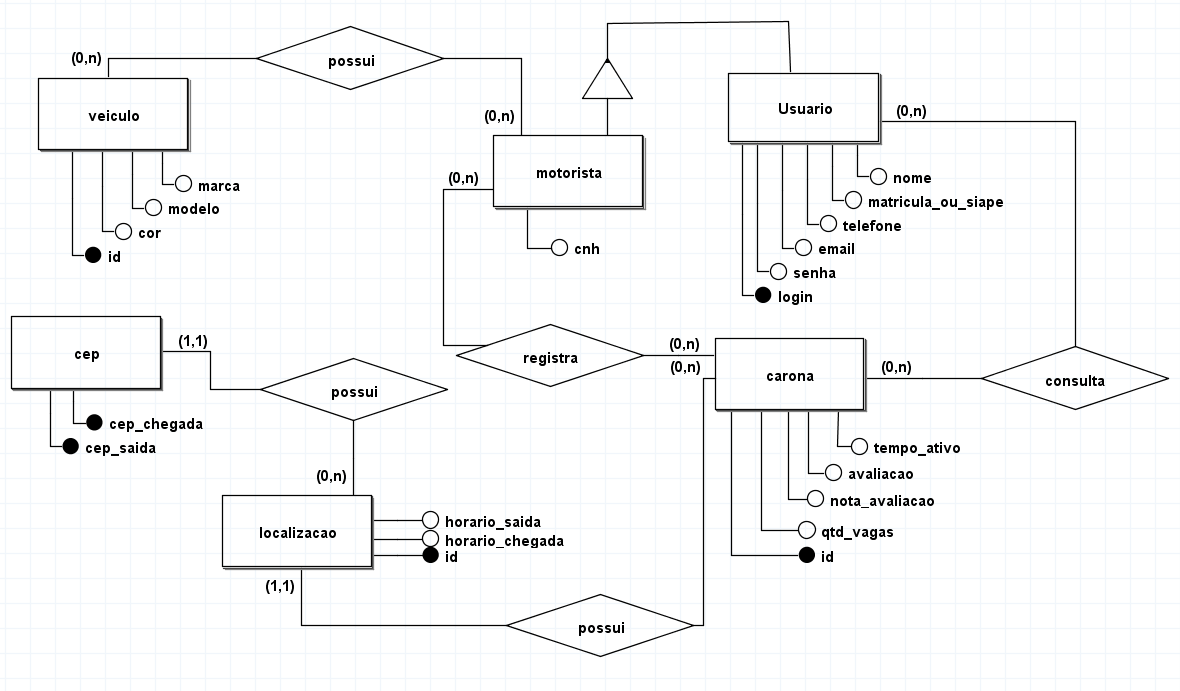 possui
(0,n)
(0,n)
veiculo
marca
modelo
cor
id
motorista
(0,n)
cnh
Usuario
(0,n)
nome
matricula_ou_siape
telefone
email
senha
login
cep
(1,1)
cep_chegada
cep_saida
possui
(0,n)
registra
(0,n)
(0,n)
carona
(0,n)
consulta
tempo_ativo
avaliacao
nota_avaliacao
qtd_vagas
id
localizacao
horario_saida
horario_chegada
id
(1,1)
possui